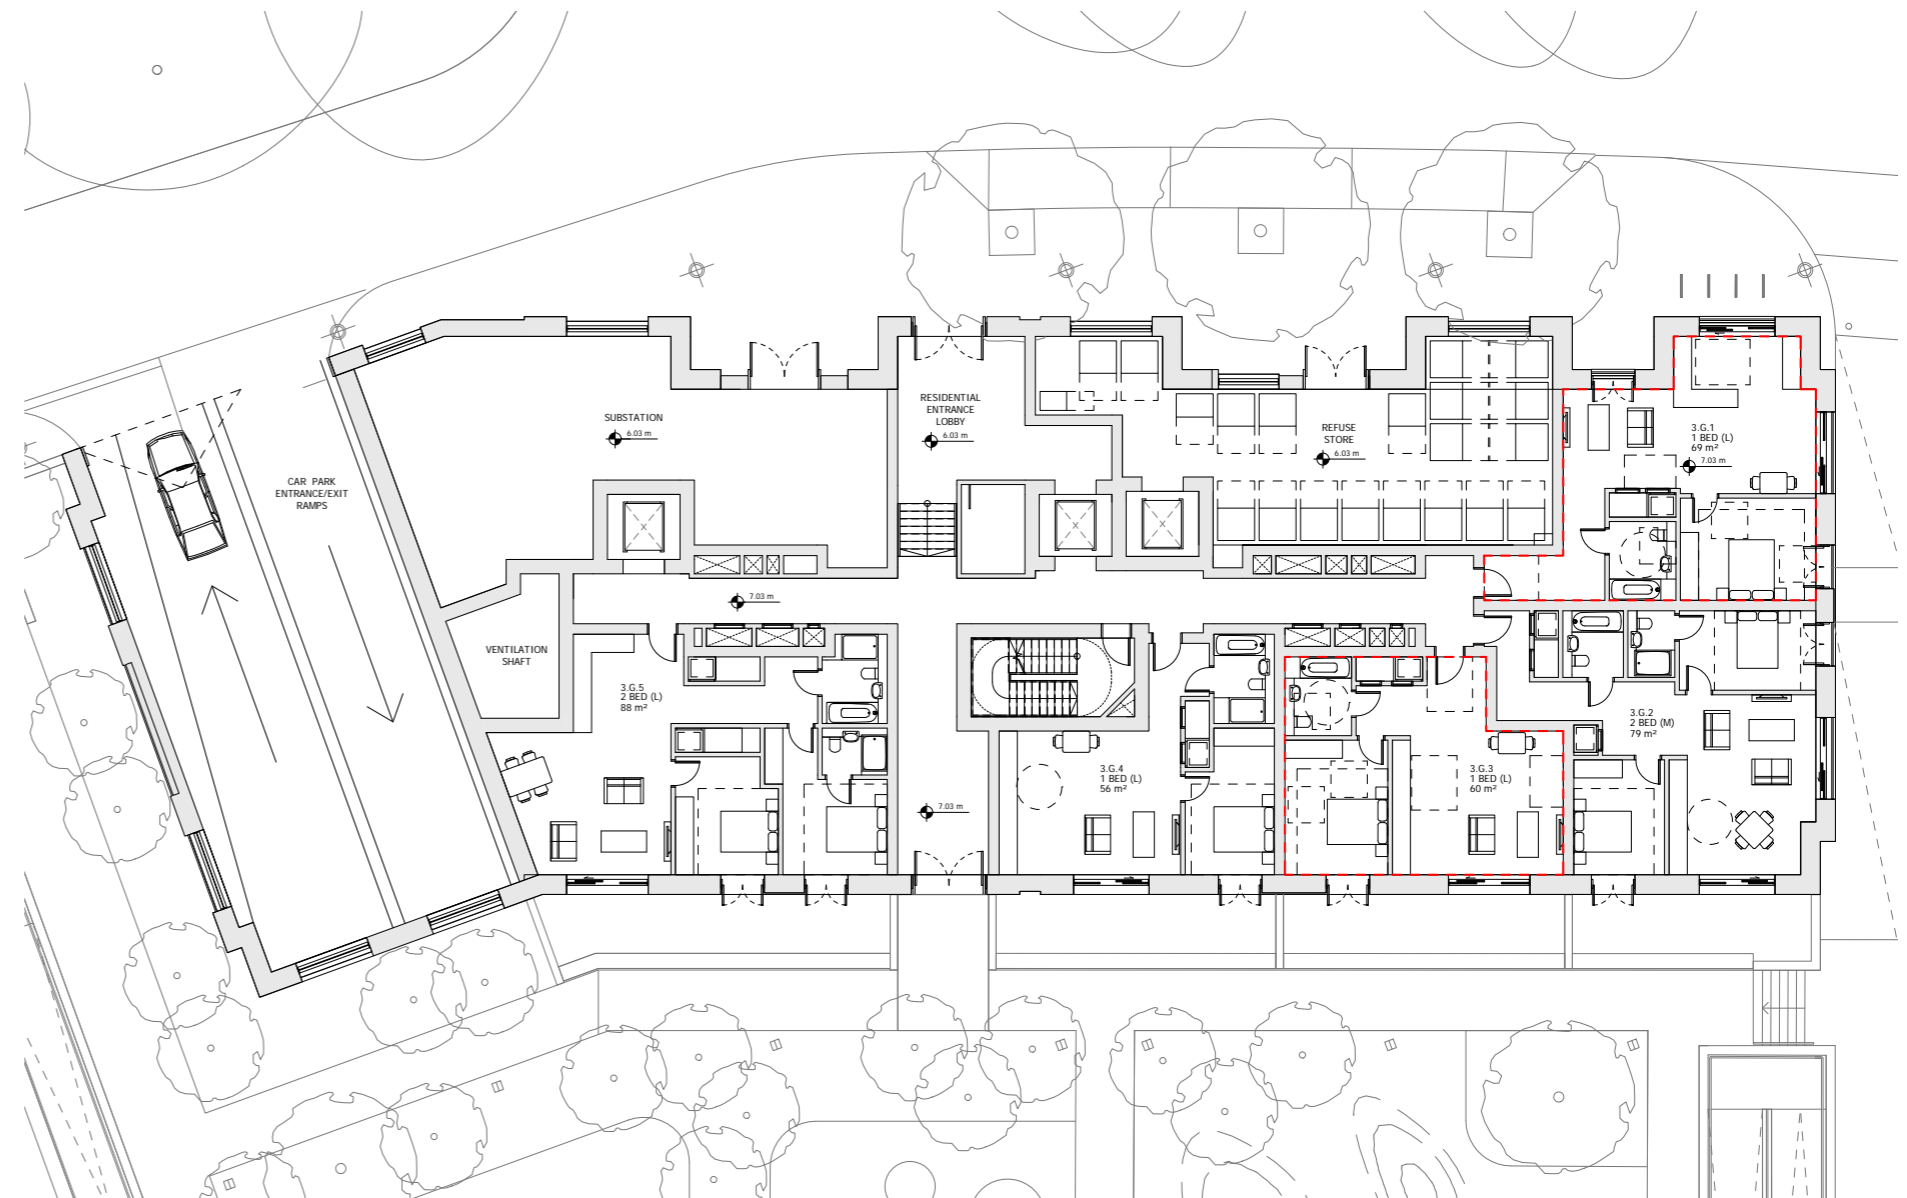 SUBSTATION
6.03 m
RESIDENTIAL
ENTRANCE
LOBBY
6.03 m
REFUSE
STORE
6.03 m
3.G.1
1 BED (L)
69 m²
7.03 m
CAR PARK
ENTRANCE/EXIT
RAMPS
7.03 m
VENTILATION
SHAFT
3.G.5
2 BED (L)
88 m²
3.G.2
2 BED (M)
79 m²
3.G.4
1 BED (L)
56 m²
3.G.3
1 BED (L)
60 m²
7.03 m